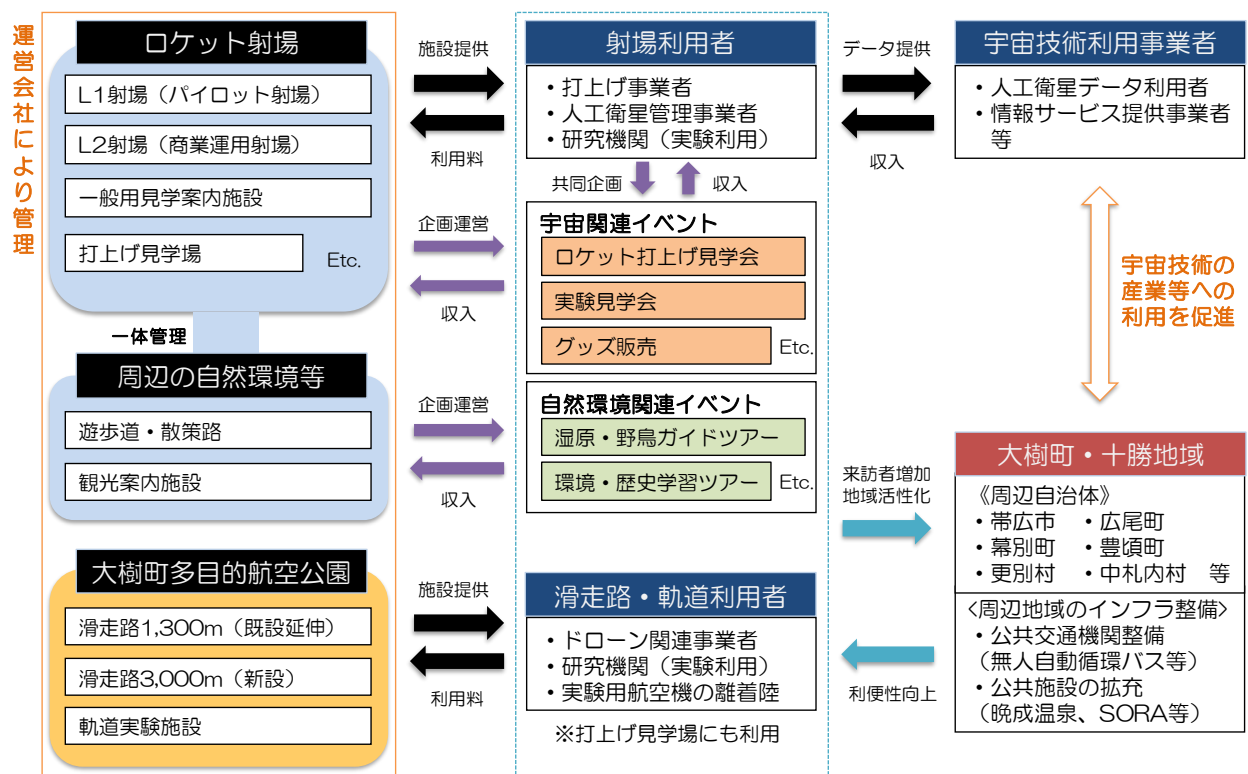 運営会社により管理
ロケット射場
L1射場（パイロット射場）
L2射場（商業運用射場）
一般用見学案内施設
打上げ見学場
Etc.
一体管理
周辺の自然環境等
遊歩道・散策路
観光案内施設
大樹町多目的航空公園
滑走路1,300m（既設延伸）
滑走路3,000m（新設）
軌道実験施設
施設提供
利用料
企画運営
収入
企画運営
収入
施設提供
利用料
射場利用者
・打上げ事業者
・人工衛星管理事業者
・研究機関（実験利用）
共同企画
収入
宇宙関連イベント
ロケット打上げ見学会
実験見学会
グッズ販売
Etc.
自然環境関連イベント
湿原・野鳥ガイドツアー
環境・歴史学習ツアー
Etc.
滑走路・軌道利用者
・ドローン関連事業者
・研究機関（実験利用）
・実験用航空機の離着陸
※打上げ見学場にも利用
データ提供
収入
来訪者増加
地域活性化
利便性向上
宇宙技術利用事業者
・人工衛星データ利用者
・情報サービス提供事業者
等
宇宙技術の
産業等への
利用を促進
大樹町・十勝地域
《周辺自治体》
・帯広市　・広尾町
・幕別町　・豊頃町
・更別村　・中札内村　等
<周辺地域のインフラ整備>
・公共交通機関整備
（無人自動循環バス等）
・公共施設の拡充
（晩成温泉、SORA等）